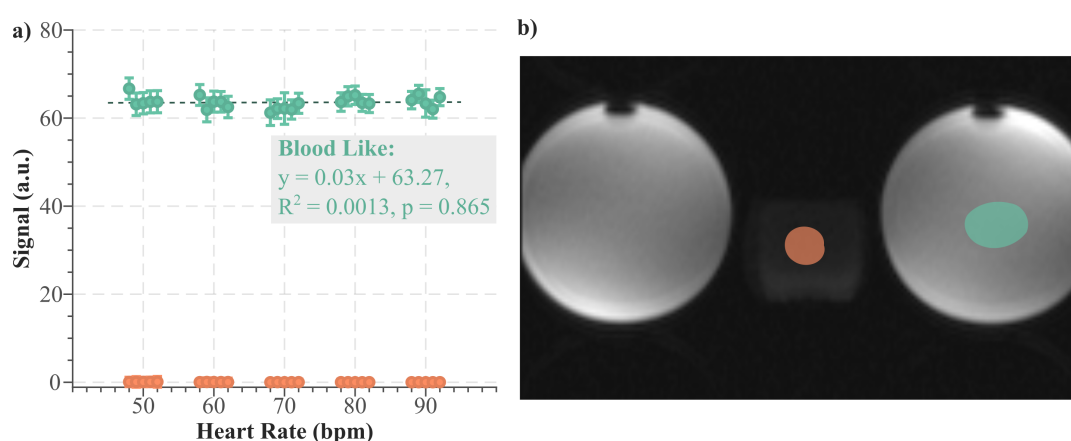 a)
b)
80
60
40
20
0
Signal (a.u.)
Blood Like:
y = 0.03x + 63.27,
R² = 0.0013, p = 0.865
50 60 70 80 90
Heart Rate (bpm)